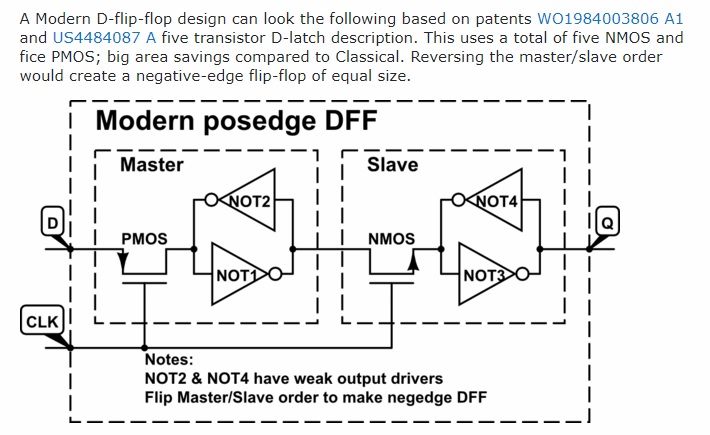 A Modern D-flip-flop design can look the following based on patents WO1984003806 A1
and US4484087 A five transistor D-latch description. This uses a total of five NMOS and
fice PMOS; big area savings compared to Classical. Reversing the master/slave order
would create a negative-edge flip-flop of equal size.
Modern posedge DFF
Master
Slave
NOT2
NOT4
D
Q
PMOS
NMOS
NOT1
NOT3
CLK
Notes:
NOT2 & NOT4 have weak output drivers
Flip Master/Slave order to make negedge DFF